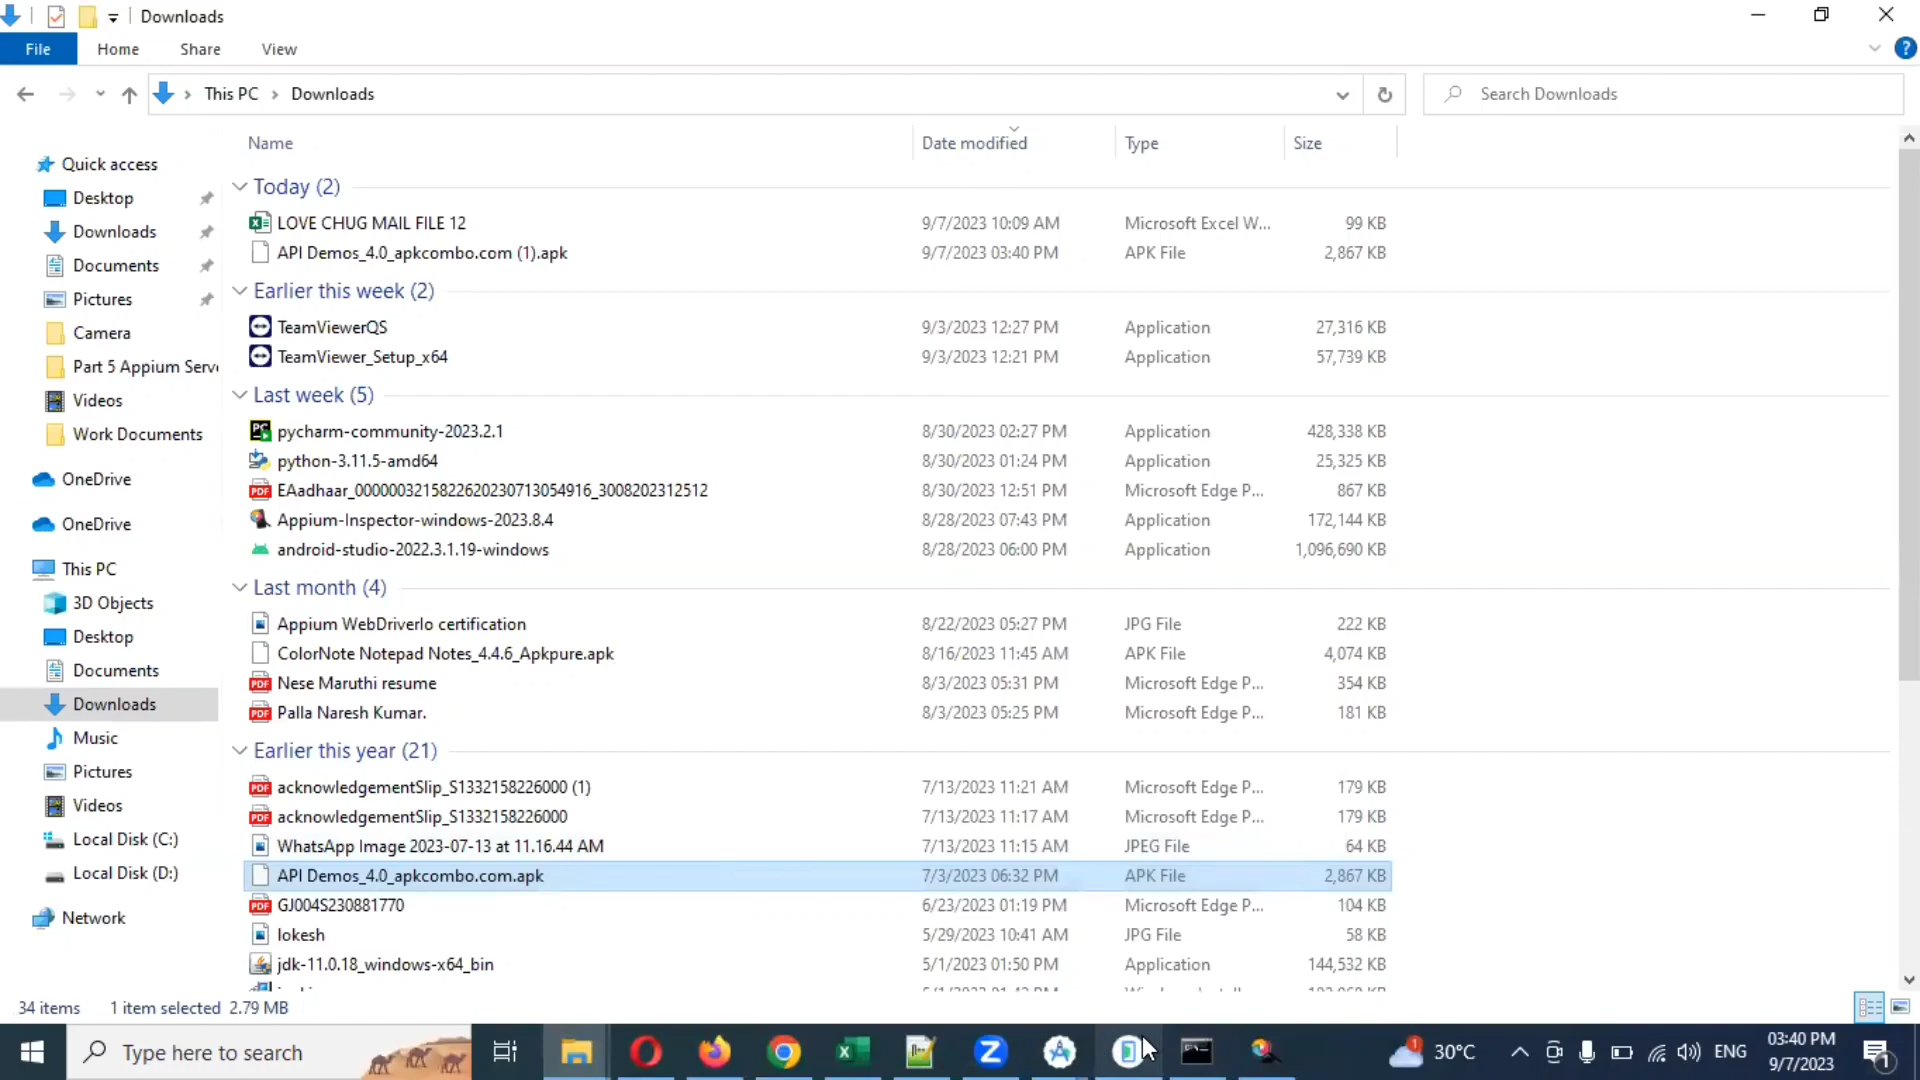 Downloads
File Home Share View
This PC > Downloads
Search Downloads
Name Date modified Type Size
Quick access
Desktop
Downloads
Documents
Pictures
Camera
Part 5 Appium Serv
Videos
Work Documents
OneDrive
OneDrive
This PC
3D Objects
Desktop
Documents
Downloads
Music
Pictures
Videos
Local Disk (C:)
Local Disk (D:)
Network
Today (2)
LOVE CHUG MAIL FILE 12 9/7/2023 10:09 AM Microsoft Excel W... 99 KB
API Demos_4.0_apkcombo.com (1).apk 9/7/2023 03:40 PM APK File 2,867 KB
Earlier this week (2)
TeamViewerQS 9/3/2023 12:27 PM Application 27,316 KB
TeamViewer_Setup_x64 9/3/2023 12:21 PM Application 57,739 KB
Last week (5)
pycharm-community-2023.2.1 8/30/2023 02:27 PM Application 428,338 KB
python-3.11.5-amd64 8/30/2023 01:24 PM Application 25,325 KB
EAadhaar_0000003215822620230713054916_3008202312512 8/30/2023 12:51 PM Microsoft Edge P... 867 KB
Appium-Inspector-windows-2023.8.4 8/28/2023 07:43 PM Application 172,144 KB
android-studio-2022.3.1.19-windows 8/28/2023 06:00 PM Application 1,096,690 KB
Last month (4)
Appium WebDriverIo certification 8/22/2023 05:27 PM JPG File 222 KB
ColorNote Notepad Notes_4.4.6_Apkpure.apk 8/16/2023 11:45 AM APK File 4,074 KB
Nese Maruthi resume 8/3/2023 05:31 PM Microsoft Edge P... 354 KB
Palla Naresh Kumar. 8/3/2023 05:25 PM Microsoft Edge P... 181 KB
Earlier this year (21)
acknowledgementSlip_S1332158226000 (1) 7/13/2023 11:21 AM Microsoft Edge P... 179 KB
acknowledgementSlip_S1332158226000 7/13/2023 11:17 AM Microsoft Edge P... 179 KB
WhatsApp Image 2023-07-13 at 11.16.44 AM 7/13/2023 11:15 AM JPEG File 64 KB
API Demos_4.0_apkcombo.com.apk 7/3/2023 06:32 PM APK File 2,867 KB
GJ004S230881770 6/23/2023 01:19 PM Microsoft Edge P... 104 KB
lokesh 5/29/2023 10:41 AM JPG File 58 KB
jdk-11.0.18_windows-x64_bin 5/1/2023 01:50 PM Application 144,532 KB
34 items 1 item selected 2.79 MB
Type here to search
30°C
ENG
03:40 PM
9/7/2023